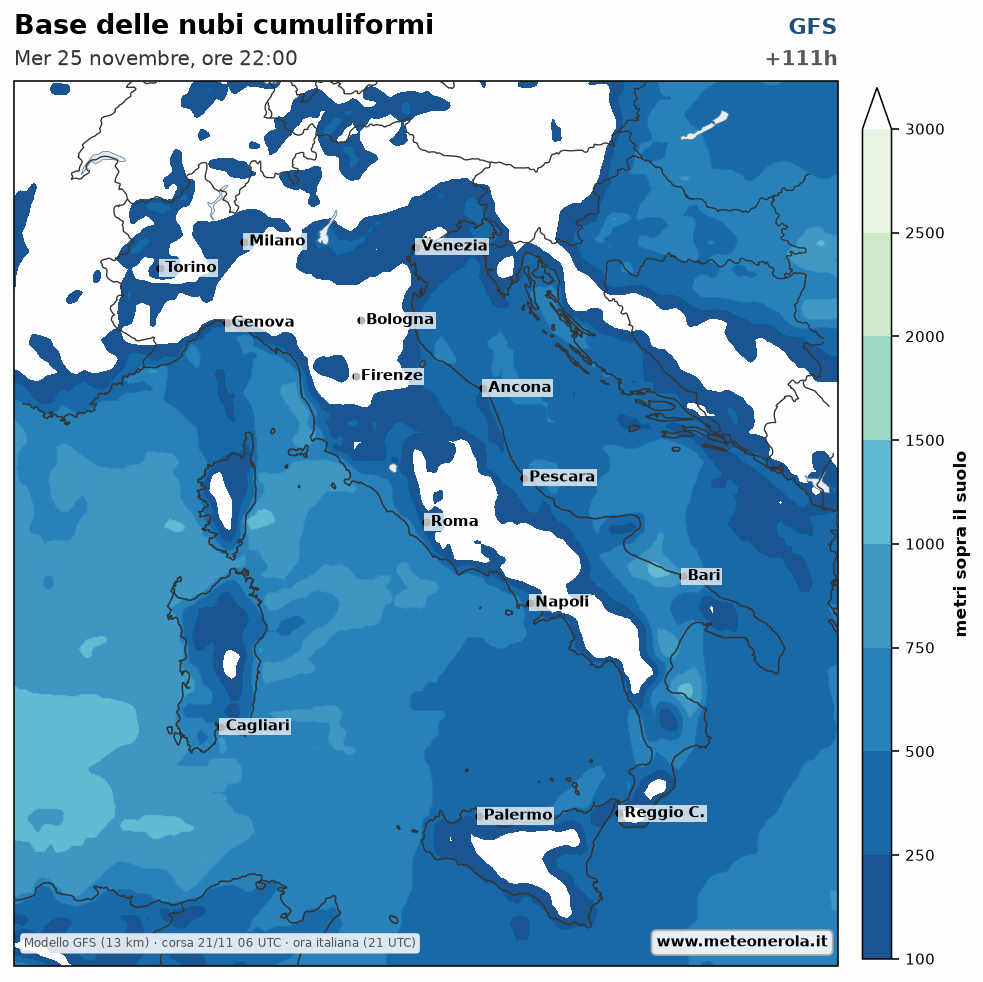 Base delle nubi cumuliformi
GFS
Mer 25 novembre, ore 22:00
+111h
Milano
Venezia
Torino
Genova
Bologna
Firenze
Ancona
Pescara
Roma
Bari
Napoli
Cagliari
Palermo
Reggio C.
3000
2500
2000
1500
1000
750
500
250
100
metri sopra il suolo
Modello GFS (13 km) · corsa 21/11 06 UTC · ora italiana (21 UTC)
www.meteonerola.it